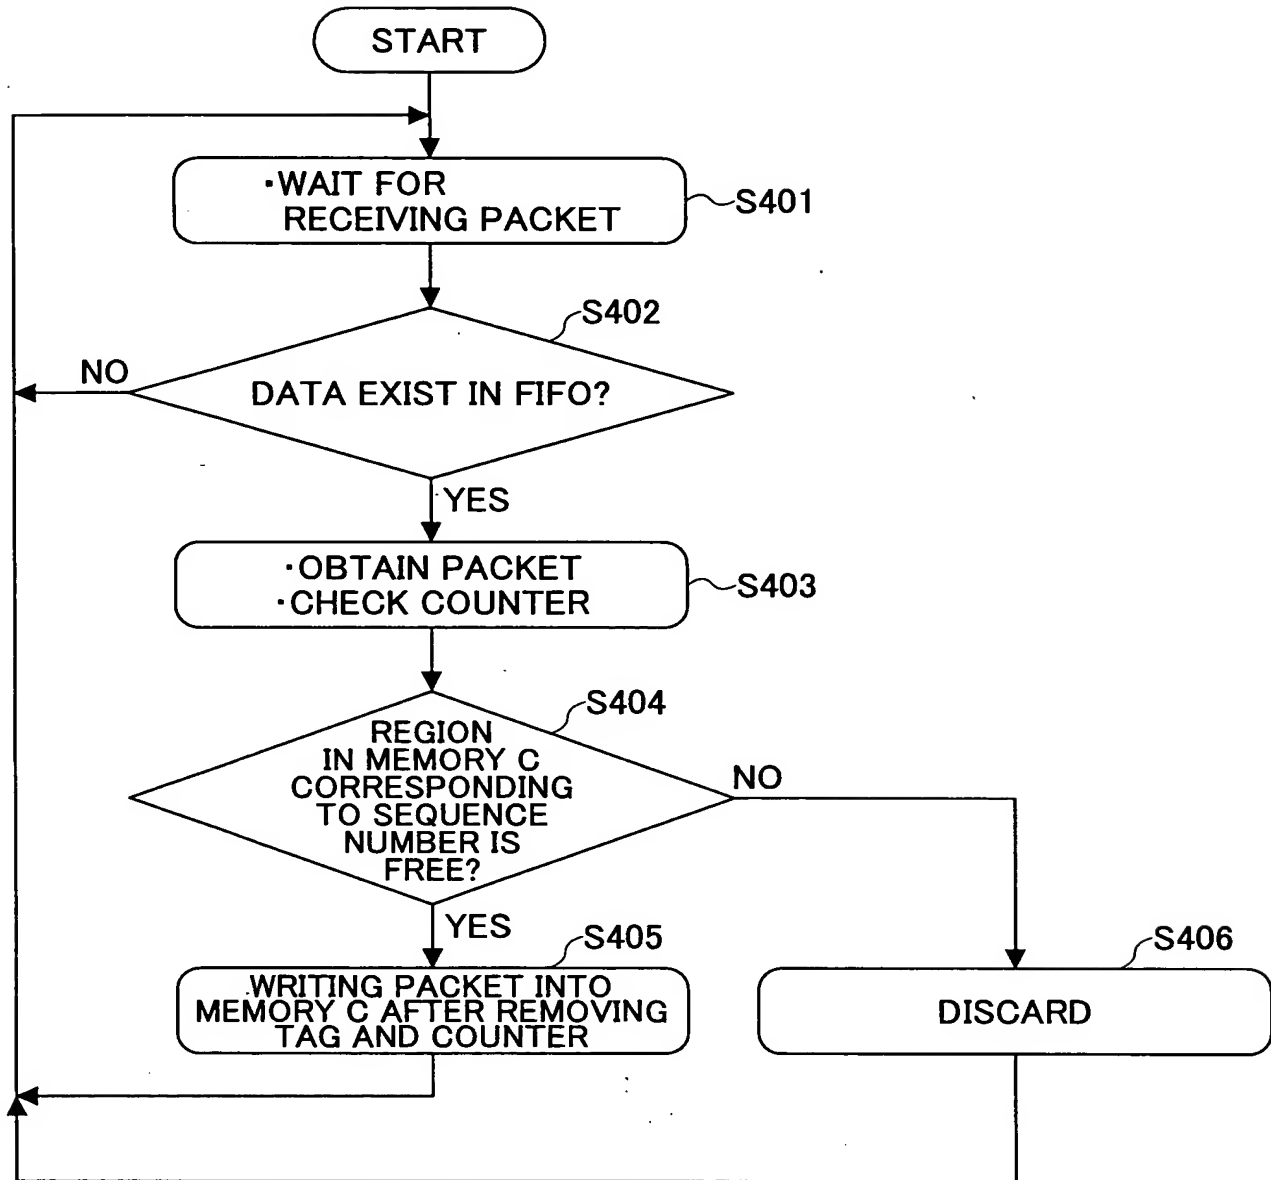 START
・WAIT FOR
RECEIVING PACKET
S401
S402
NO
DATA EXIST IN FIFO?
YES
・OBTAIN PACKET
・CHECK COUNTER
S403
S404
REGION
IN MEMORY C
CORRESPONDING
TO SEQUENCE
NUMBER IS
FREE?
NO
YES
S405
WRITING PACKET INTO
MEMORY C AFTER REMOVING
TAG AND COUNTER
S406
DISCARD